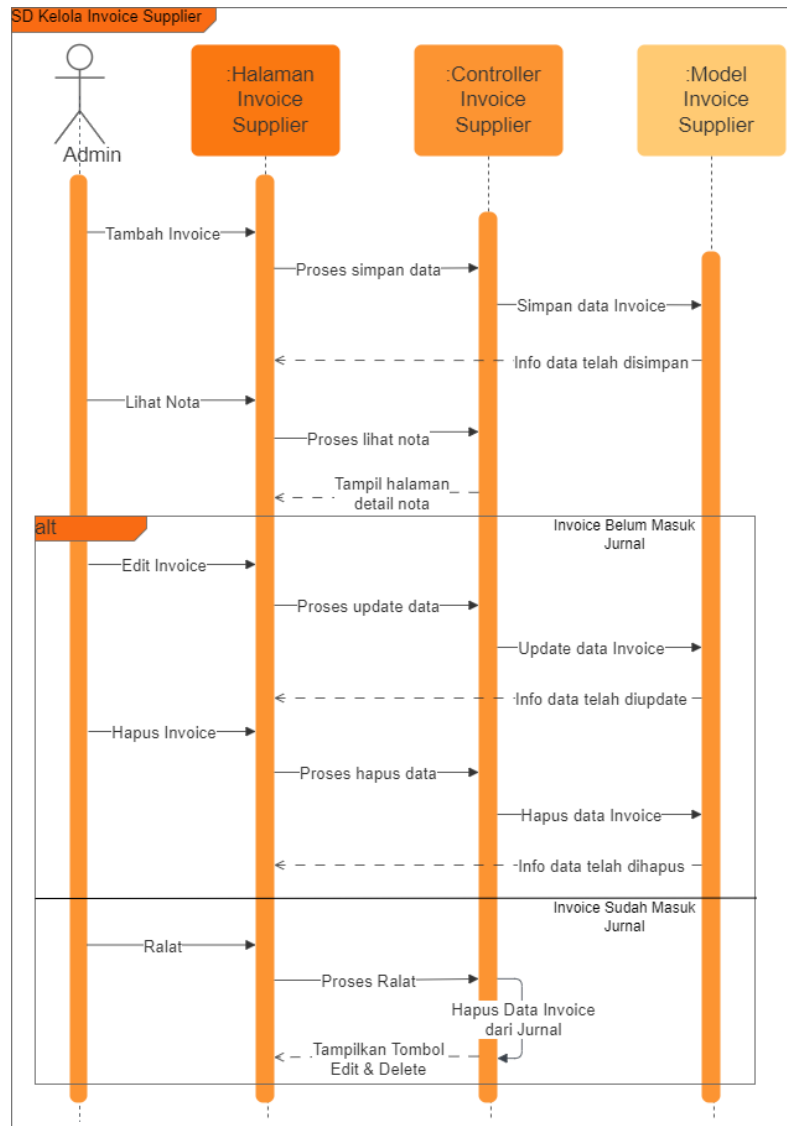 SD Kelola Invoice Supplier
Admin
:Halaman
Invoice
Supplier
:Controller
Invoice
Supplier
:Model
Invoice
Supplier
Tambah Invoice
Proses simpan data
Simpan data Invoice
Info data telah disimpan
Lihat Nota
Proses lihat nota
Tampil halaman
detail nota
alt
Invoice Belum Masuk
Jurnal
Edit Invoice
Proses update data
Update data Invoice
Info data telah diupdate
Hapus Invoice
Proses hapus data
Hapus data Invoice
Info data telah dihapus
Invoice Sudah Masuk
Jurnal
Ralat
Proses Ralat
Hapus Data Invoice
dari Jurnal
Tampilkan Tombol
Edit & Delete